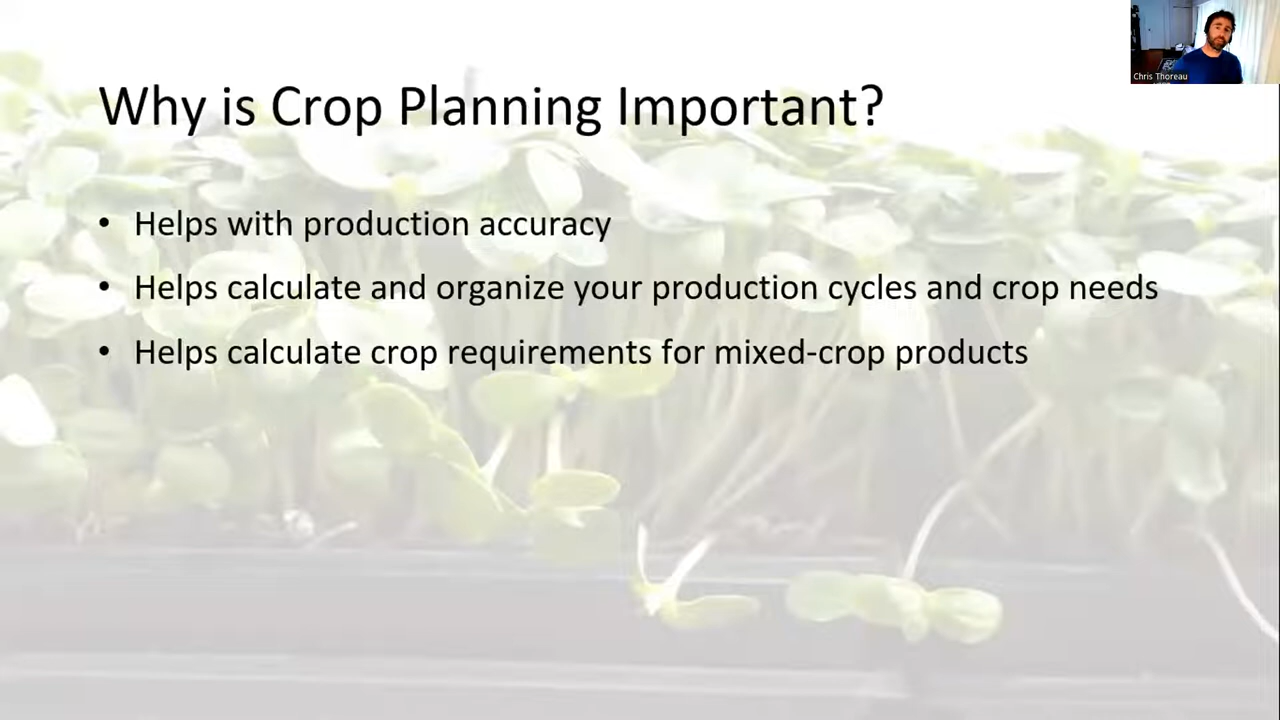 Chris Thoreau
Why is Crop Planning Important?
• Helps with production accuracy
• Helps calculate and organize your production cycles and crop needs
• Helps calculate crop requirements for mixed-crop products